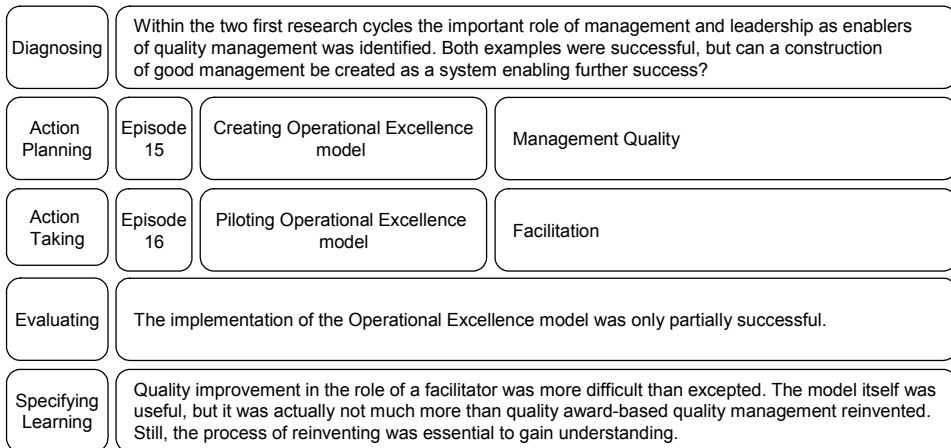 Diagnosing
Within the two first research cycles the important role of management and leadership as enablers
of quality management was identified. Both examples were successful, but can a construction
of good management be created as a system enabling further success?
Action
Planning
Episode
15
Creating Operational Excellence
model
Management Quality
Action
Taking
Episode
16
Piloting Operational Excellence
model
Facilitation
Evaluating
The implementation of the Operational Excellence model was only partially successful.
Specifying
Learning
Quality improvement in the role of a facilitator was more difficult than excepted. The model itself was
useful, but it was actually not much more than quality award-based quality management reinvented.
Still, the process of reinventing was essential to gain understanding.